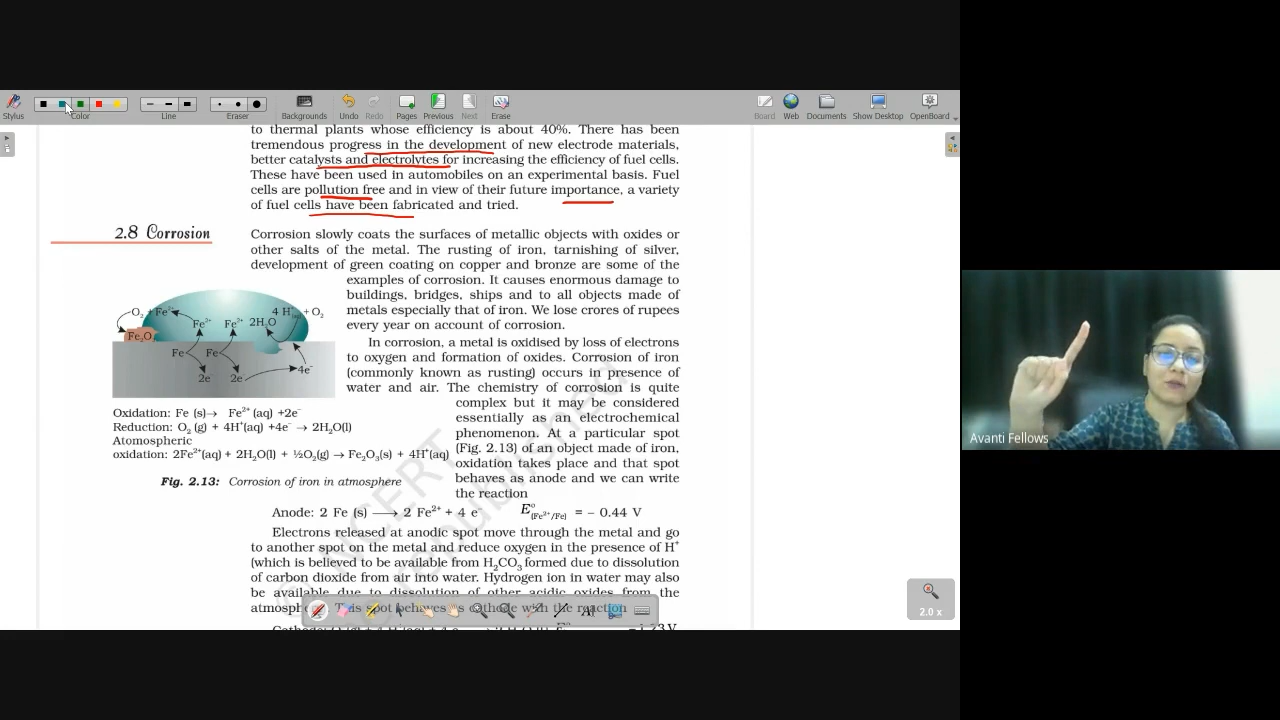 Stylus
Color
Line
Eraser
Backgrounds
Undo
Redo
Pages
Previous
Next
Erase
Board
Web
Documents
Show Desktop
OpenBoard
to thermal plants whose efficiency is about 40%. There has been
tremendous progress in the development of new electrode materials,
better catalysts and electrolytes for increasing the efficiency of fuel cells.
These have been used in automobiles on an experimental basis. Fuel
cells are pollution free and in view of their future importance, a variety
of fuel cells have been fabricated and tried.
2.8 Corrosion
Corrosion slowly coats the surfaces of metallic objects with oxides or
other salts of the metal. The rusting of iron, tarnishing of silver,
development of green coating on copper and bronze are some of the
examples of corrosion. It causes enormous damage to
buildings, bridges, ships and to all objects made of
metals especially that of iron. We lose crores of rupees
every year on account of corrosion.
In corrosion, a metal is oxidised by loss of electrons
to oxygen and formation of oxides. Corrosion of iron
(commonly known as rusting) occurs in presence of
water and air. The chemistry of corrosion is quite
complex but it may be considered
essentially as an electrochemical
phenomenon. At a particular spot
(Fig. 2.13) of an object made of iron,
oxidation takes place and that spot
behaves as anode and we can write
the reaction
O₂ + Fe²⁺
Fe²⁺ Fe²⁺ 2H₂O
4 H⁺(aq) + O₂
Fe₂O₃
Fe Fe
2e⁻ 2e⁻ 4e⁻
Oxidation: Fe (s)→ Fe²⁺ (aq) +2e⁻
Reduction: O₂ (g) + 4H⁺(aq) +4e⁻ → 2H₂O(l)
Atomospheric
oxidation: 2Fe²⁺(aq) + 2H₂O(l) + ½O₂(g) → Fe₂O₃(s) + 4H⁺(aq)
Fig. 2.13: Corrosion of iron in atmosphere
Anode: 2 Fe (s) ⟶ 2 Fe²⁺ + 4 e⁻ E°(Fe²⁺/Fe) = – 0.44 V
Electrons released at anodic spot move through the metal and go
to another spot on the metal and reduce oxygen in the presence of H⁺
(which is believed to be available from H₂CO₃ formed due to dissolution
of carbon dioxide from air into water. Hydrogen ion in water may also
be available due to dissolution of other acidic oxides from the
atmosphe This spot behaves as cathode with the reaction
NCERT
republished
2.0 x
Avanti Fellows